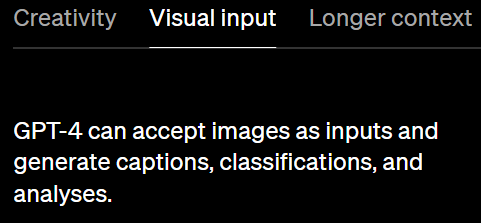 Creativity Visual input Longer context
GPT-4 can accept images as inputs and
generate captions, classifications, and
analyses.